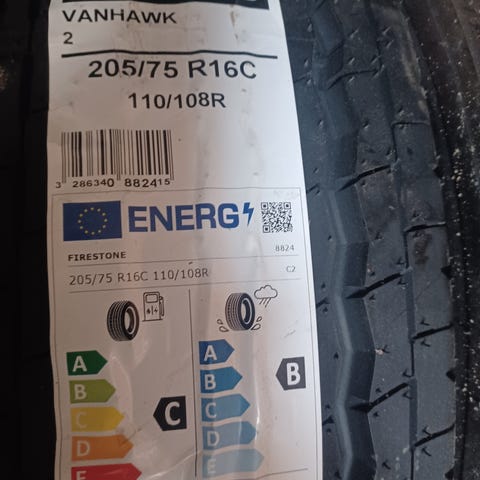 VANHAWK
2
205/75 R16C
110/108R
3 286340 882415
ENERG
FIRESTONE 8824
205/75 R16C 110/108R C2
A
B
C
D
E
C
A
B
C
D
E
B